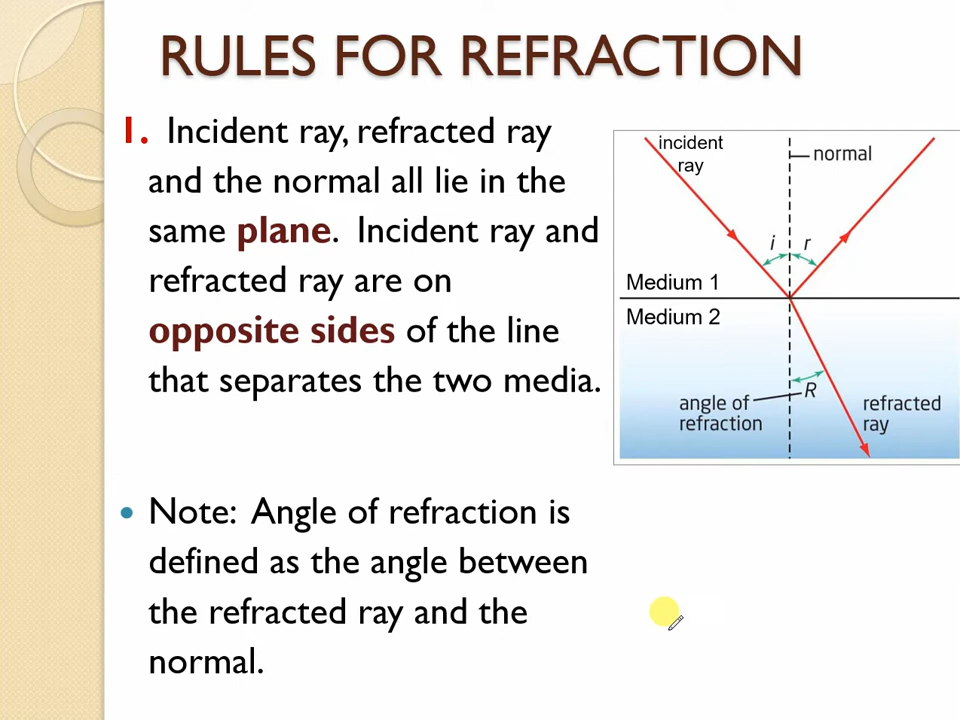 RULES FOR REFRACTION
1. Incident ray, refracted ray
and the normal all lie in the
same plane. Incident ray and
refracted ray are on
opposite sides of the line
that separates the two media.
Note: Angle of refraction is
defined as the angle between
the refracted ray and the
normal.
incident
ray
normal
i
r
Medium 1
Medium 2
R
angle of
refraction
refracted
ray